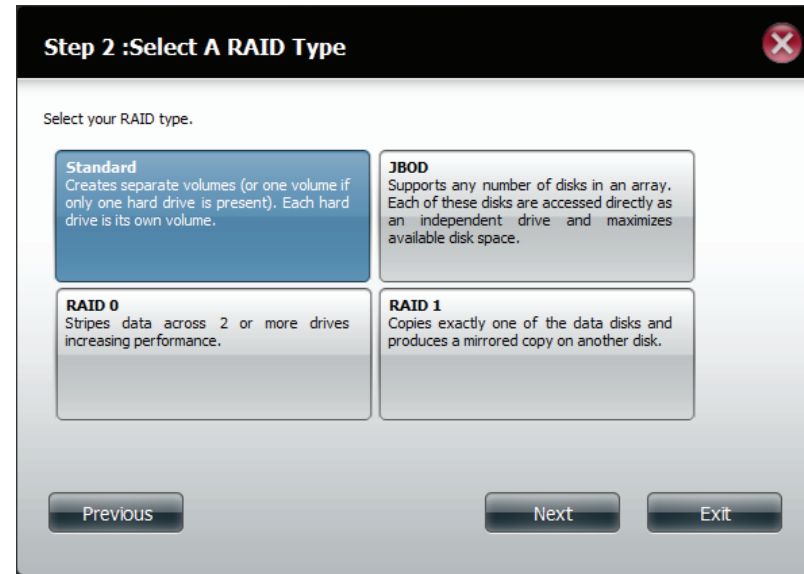 Step 2 :Select A RAID Type
Select your RAID type.
Standard
Creates separate volumes (or one volume if
only one hard drive is present). Each hard
drive is its own volume.
JBOD
Supports any number of disks in an array.
Each of these disks are accessed directly as
an independent drive and maximizes
available disk space.
RAID 0
Stripes data across 2 or more drives
increasing performance.
RAID 1
Copies exactly one of the data disks and
produces a mirrored copy on another disk.
Previous
Next
Exit